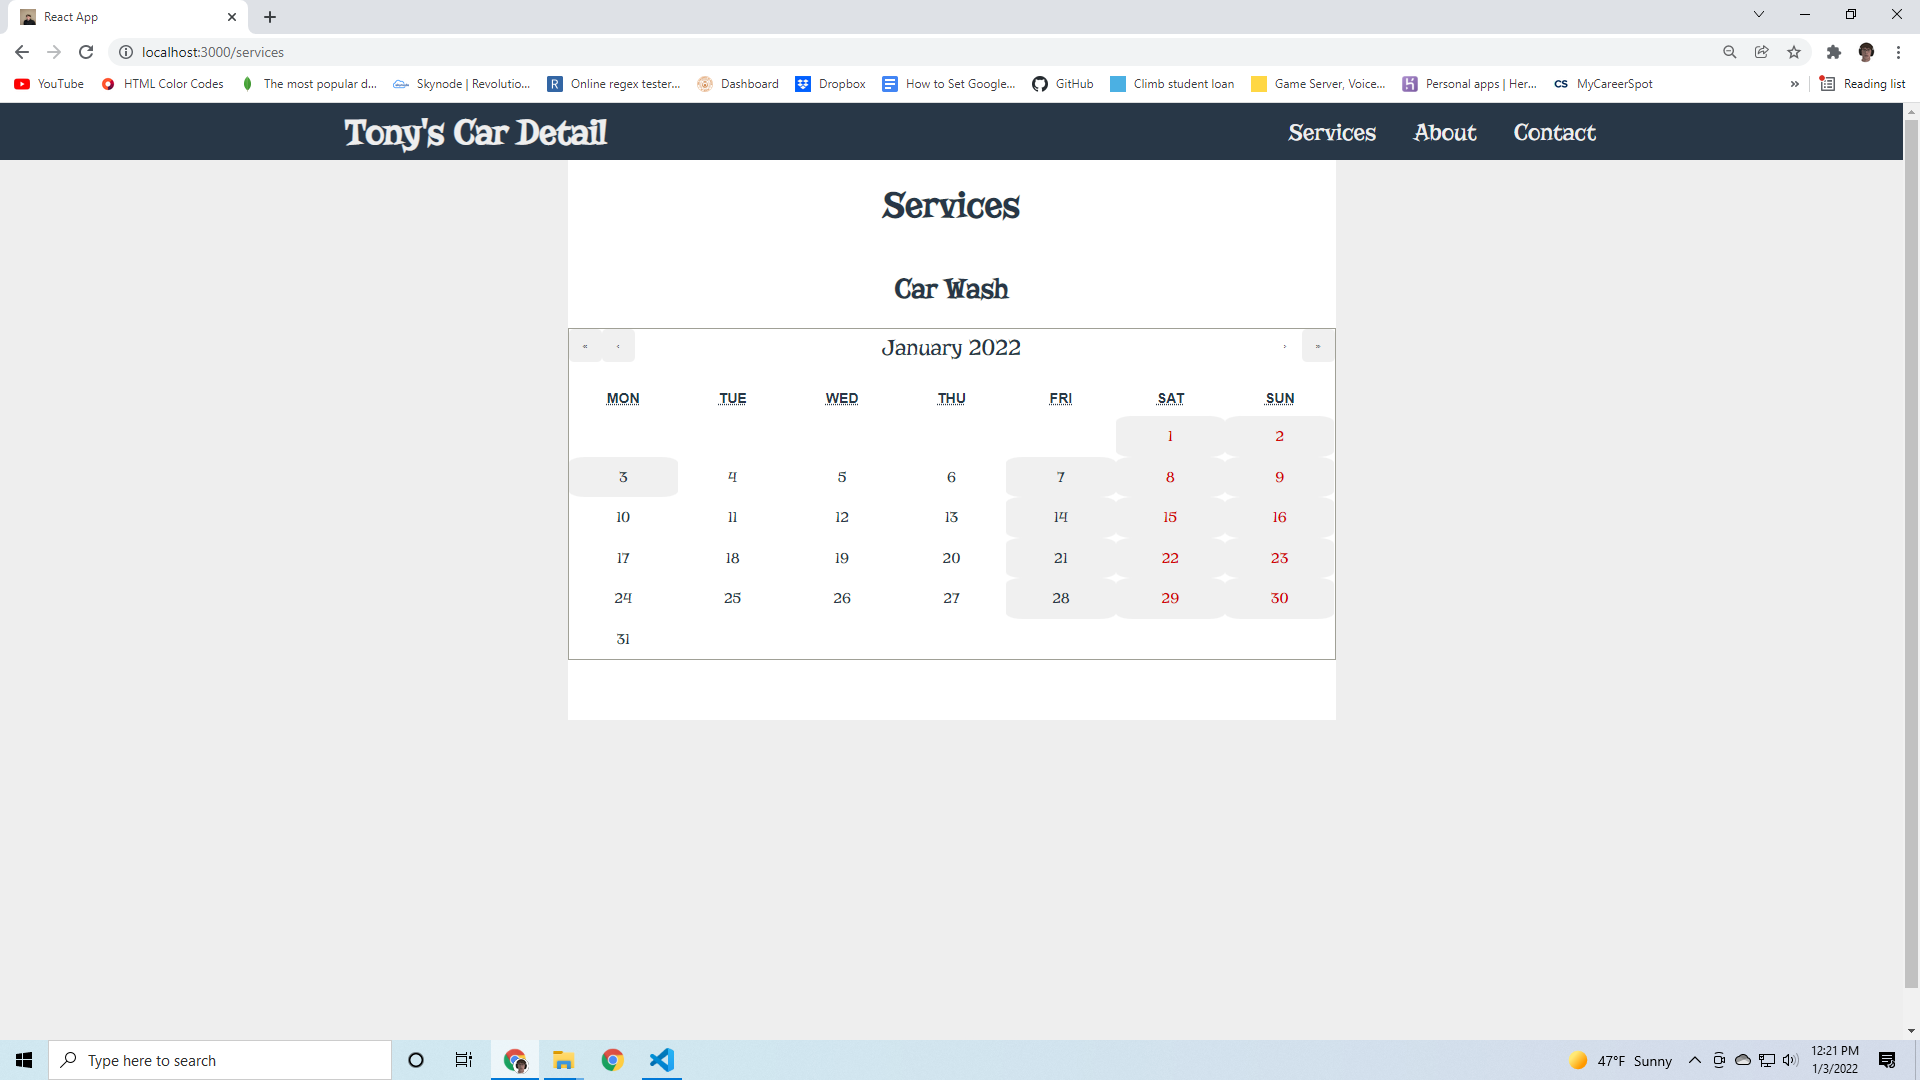 React App
localhost:3000/services
YouTube HTML Color Codes The most popular d... Skynode | Revolutio... R Online regex tester... Dashboard Dropbox How to Set Google... GitHub Climb student loan Game Server, Voice... Personal apps | Her... CS MyCareerSpot » Reading list
Tony's Car Detail Services About Contact
Services
Car Wash
« ‹ January 2022 › »
MON TUE WED THU FRI SAT SUN
1 2
3 4 5 6 7 8 9
10 11 12 13 14 15 16
17 18 19 20 21 22 23
24 25 26 27 28 29 30
31
Type here to search
47°F Sunny
12:21 PM
1/3/2022